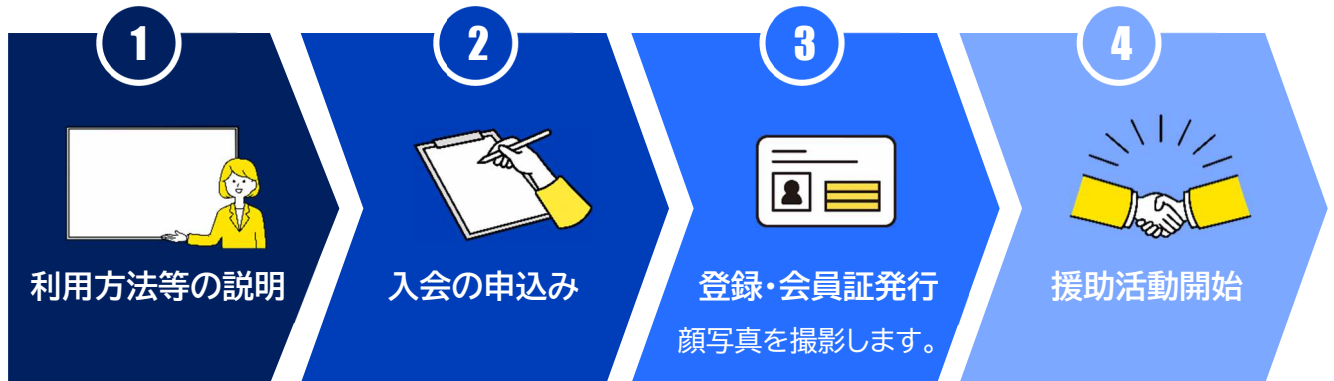 1
利用方法等の説明
2
入会の申込み
3
登録・会員証発行
顔写真を撮影します。
4
援助活動開始